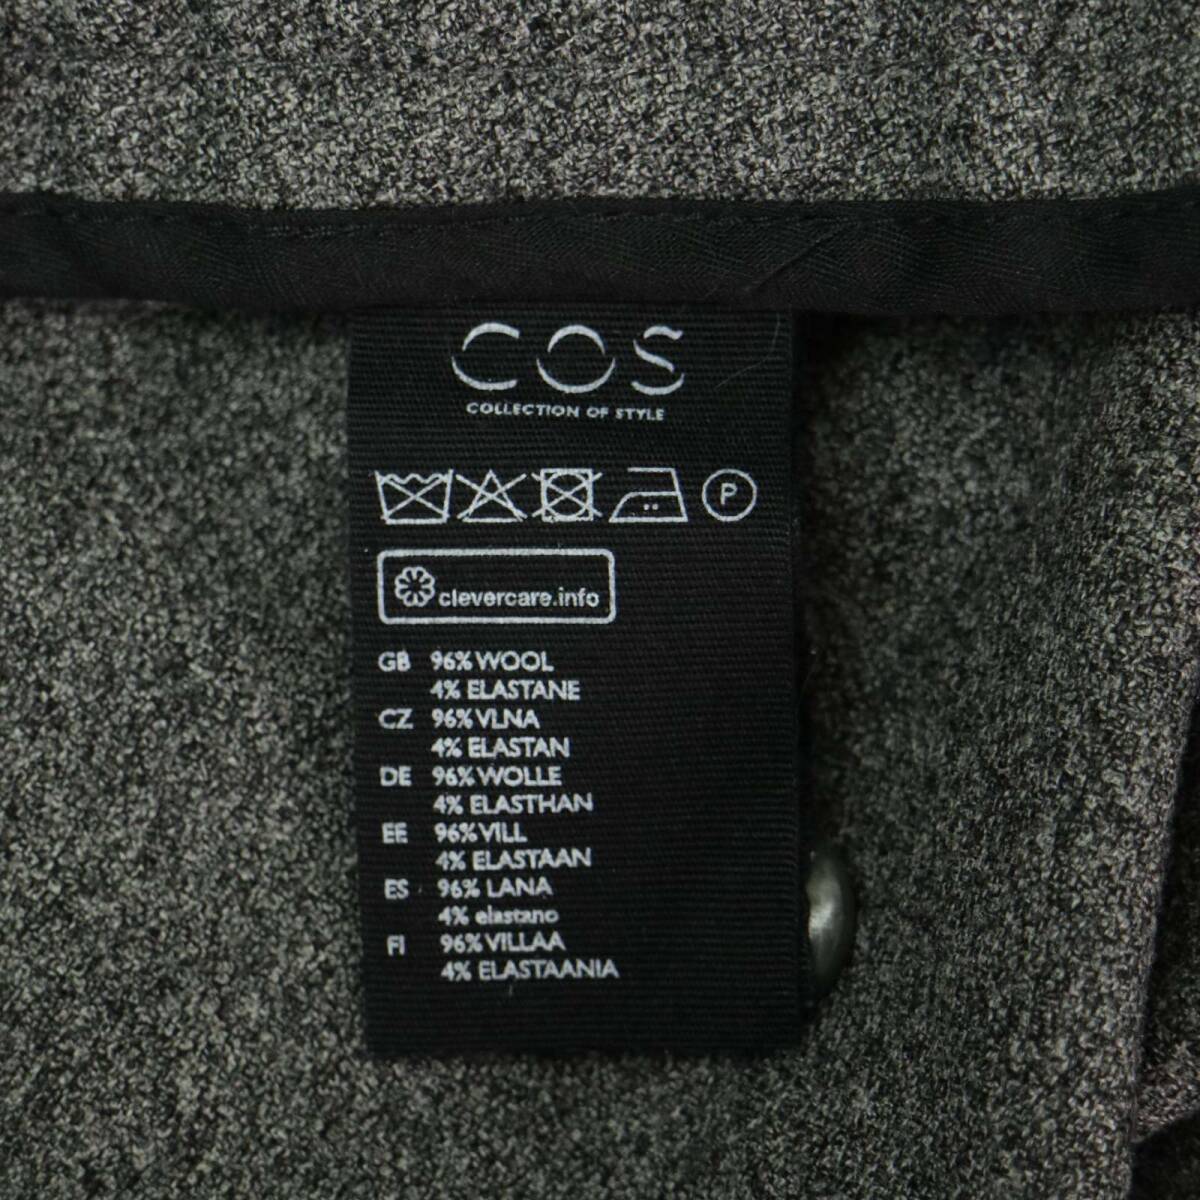 COS
COLLECTION OF STYLE
P
clevercare.info
GB 96% WOOL
4% ELASTANE
CZ 96% VLNA
4% ELASTAN
DE 96% WOLLE
4% ELASTHAN
EE 96% VILL
4% ELASTAAN
ES 96% LANA
4% elastano
FI 96% VILLAA
4% ELASTAANIA